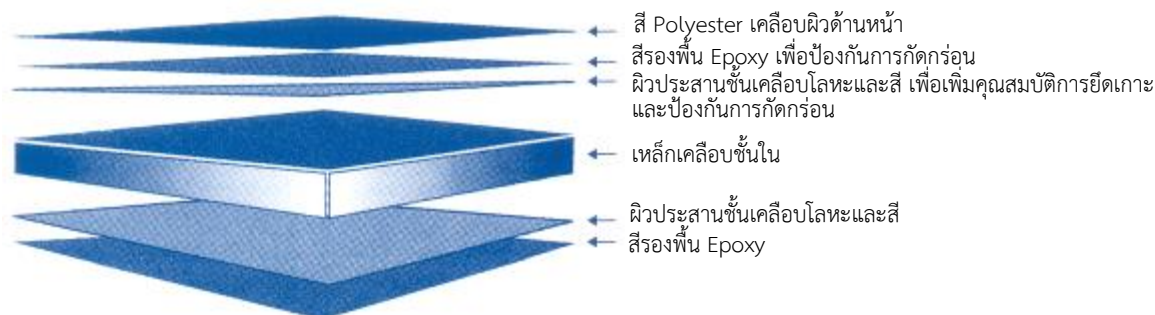 สี Polyester เคลือบผิวด้านหน้า
สีรองพื้น Epoxy เพื่อป้องกันการกัดกร่อน
ผิวประสานชั้นเคลือบโลหะและสี เพื่อเพิ่มคุณสมบัติการยึดเกาะ
และป้องกันการกัดกร่อน
เหล็กเคลือบชั้นใน
ผิวประสานชั้นเคลือบโลหะและสี
สีรองพื้น Epoxy